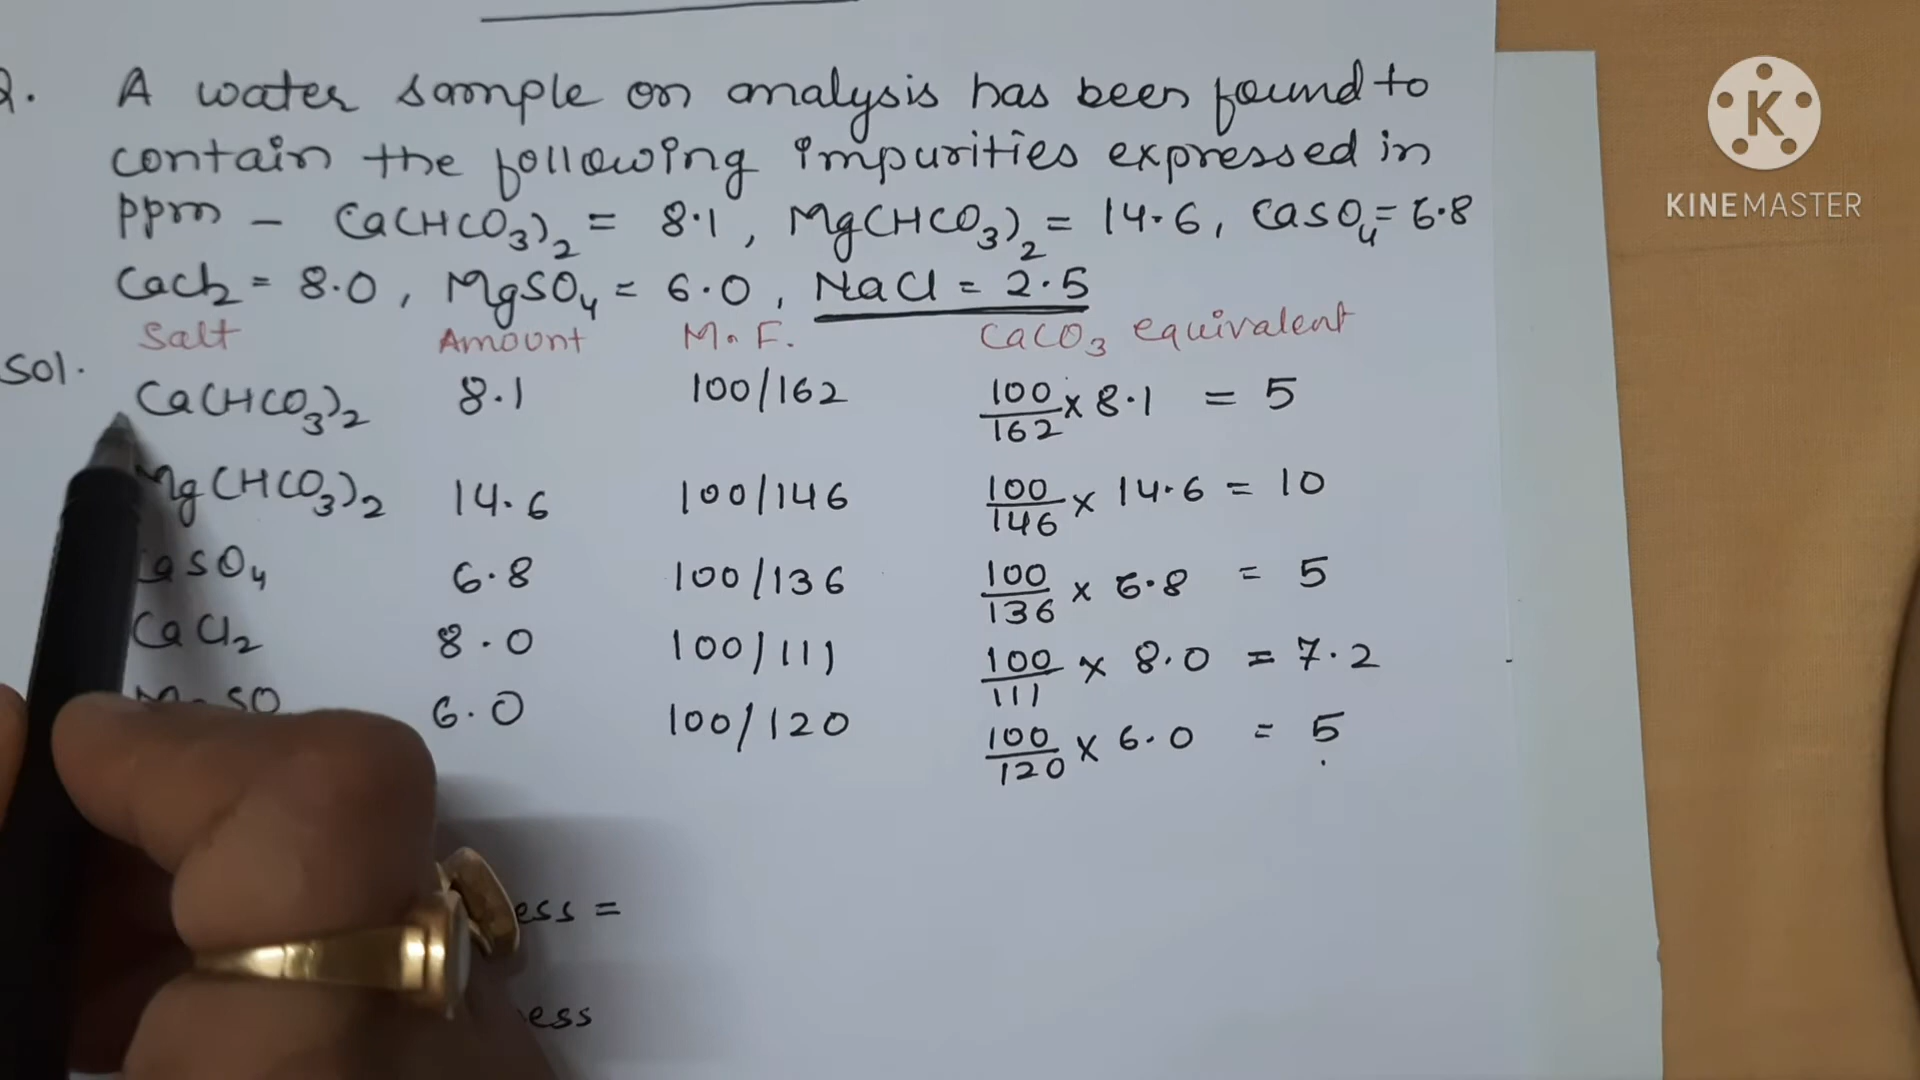 Q. A water sample on analysis has been found to
contain the following impurities expressed in
ppm - Ca(HCO3)2 = 8.1, Mg(HCO3)2 = 14.6, CaSO4 = 6.8
CaCl2 = 8.0, MgSO4 = 6.0, NaCl = 2.5
Salt Amount M.F. CaCO3 equivalent
Sol. Ca(HCO3)2 8.1 100/162 100/162 x 8.1 = 5
Mg(HCO3)2 14.6 100/146 100/146 x 14.6 = 10
CaSO4 6.8 100/136 100/136 x 6.8 = 5
CaCl2 8.0 100/111 100/111 x 8.0 = 7.2
6.0 100/120 100/120 x 6.0 = 5
ess =
ess
K
KINEMASTER